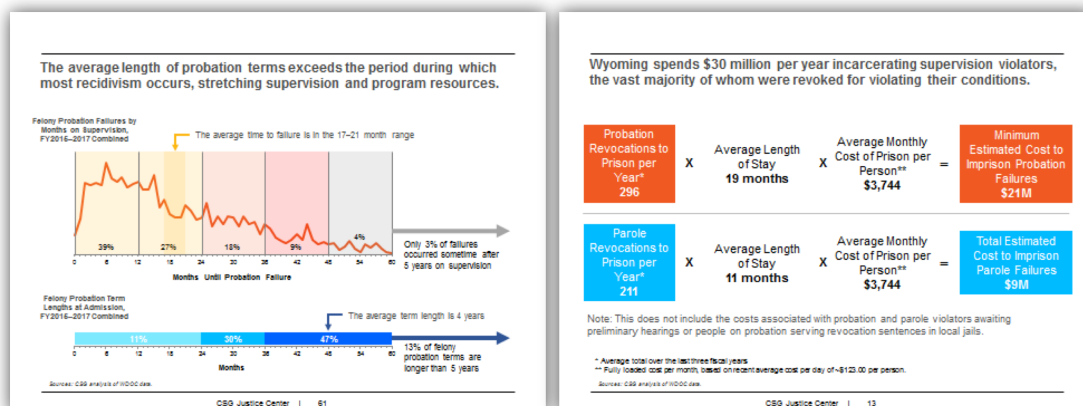 The average length of probation terms exceeds the period during which
most recidivism occurs, stretching supervision and program resources.
Felony Probation Failures by
Months on Supervision,
FY2016–2017 Combined
The average time to failure is in the 17–21 month range
39%
27%
18%
9%
4%
Only 3% of failures
occurred sometime after
5 years on supervision
0 6 12 18 24 30 36 42 48 54 60
Months Until Probation Failure
Felony Probation Term
Lengths at Admission,
FY2016–2017 Combined
The average term length is 4 years
11%
30%
47%
0 6 12 18 24 30 36 42 48 54 60
Months
13% of felony
probation terms are
longer than 5 years
Sources: CSG analysis of WDOC data.
CSG Justice Center | 61
Wyoming spends $30 million per year incarcerating supervision violators,
the vast majority of whom were revoked for violating their conditions.
Probation
Revocations to
Prison per
Year*
296
X
Average Length
of Stay
19 months
X
Average Monthly
Cost of Prison per
Person**
$3,744
=
Minimum
Estimated Cost to
Imprison Probation
Failures
$21M
Parole
Revocations to
Prison per
Year*
211
X
Average Length
of Stay
11 months
X
Average Monthly
Cost of Prison per
Person**
$3,744
=
Total Estimated
Cost to Imprison
Parole Failures
$9M
Note: This does not include the costs associated with probation and parole violators awaiting
preliminary hearings or people on probation serving revocation sentences in local jails.
* Average total over the last three fiscal years
** Fully loaded cost per month, based on recent average cost per day of ~$123.00 per person.
Sources: CSG analysis of WDOC data.
CSG Justice Center | 13